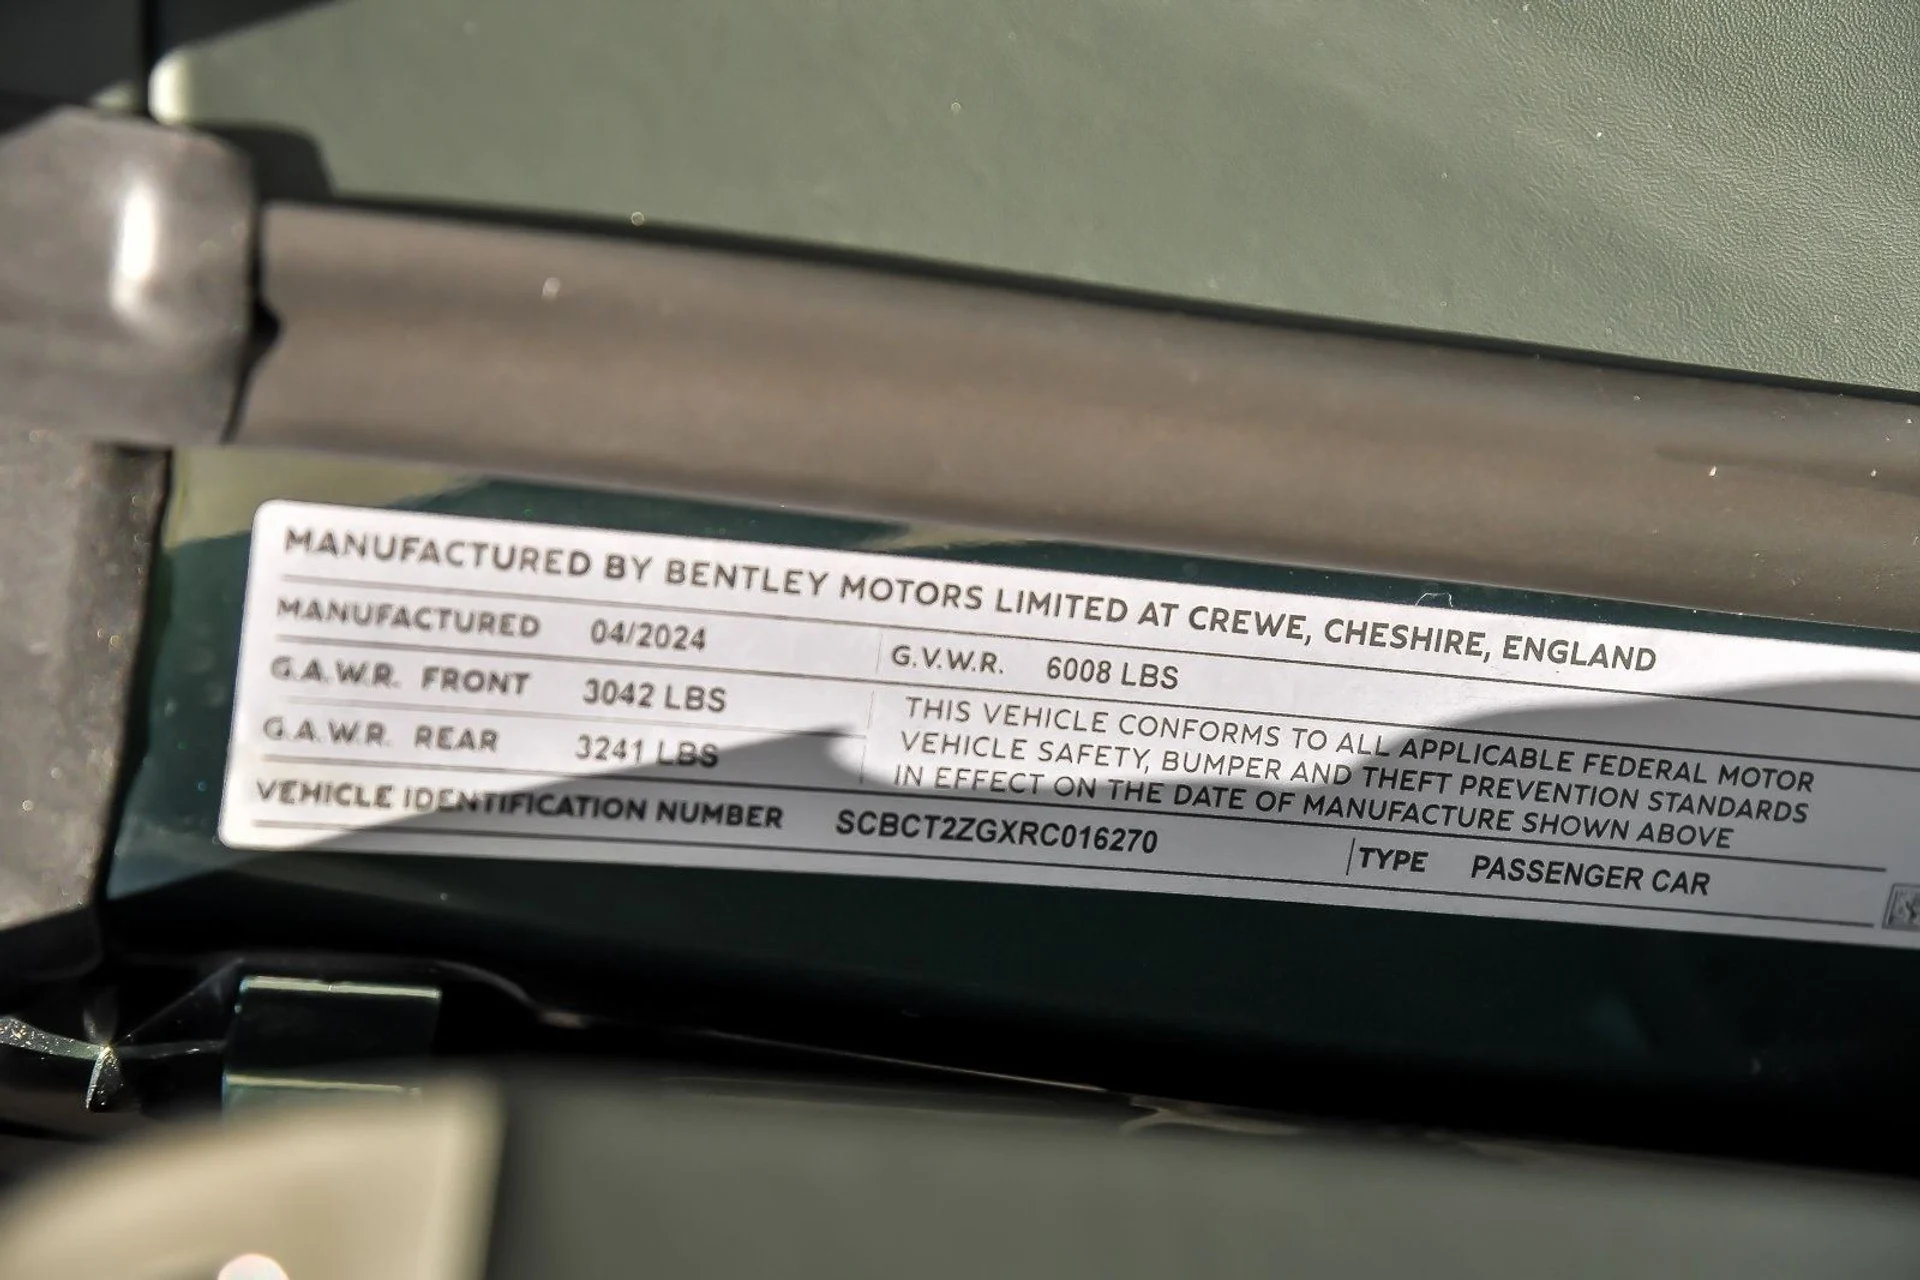 MANUFACTURED BY BENTLEY MOTORS LIMITED AT CREWE, CHESHIRE, ENGLAND
MANUFACTURED 04/2024 G.V.W.R. 6008 LBS
G.A.W.R. FRONT 3042 LBS
G.A.W.R. REAR 3241 LBS
THIS VEHICLE CONFORMS TO ALL APPLICABLE FEDERAL MOTOR
VEHICLE SAFETY, BUMPER AND THEFT PREVENTION STANDARDS
IN EFFECT ON THE DATE OF MANUFACTURE SHOWN ABOVE
VEHICLE IDENTIFICATION NUMBER SCBCT2ZGXRC016270 TYPE PASSENGER CAR